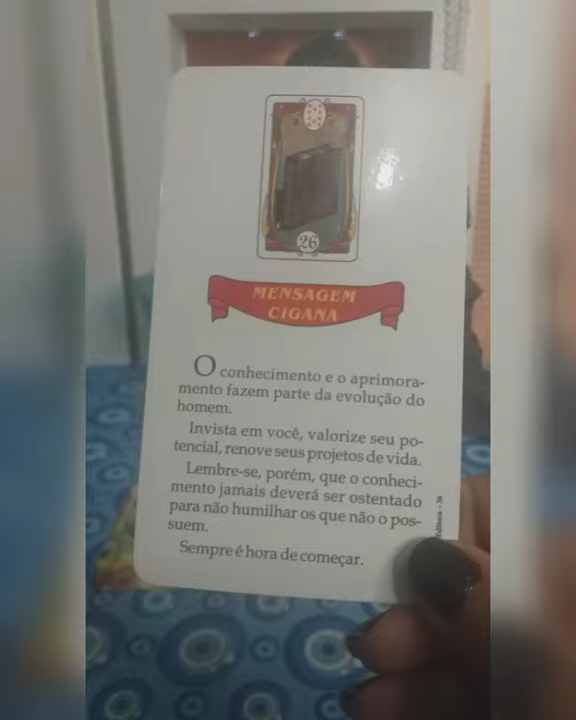 26
MENSAGEM
CIGANA
O conhecimento e o aprimora-
mento fazem parte da evolução do
homem.
Invista em você, valorize seu po-
tencial, renove seus projetos de vida.
Lembre-se, porém, que o conheci-
mento jamais deverá ser ostentado
para não humilhar os que não o pos-
suem.
Sempre é hora de começar.
Editora -